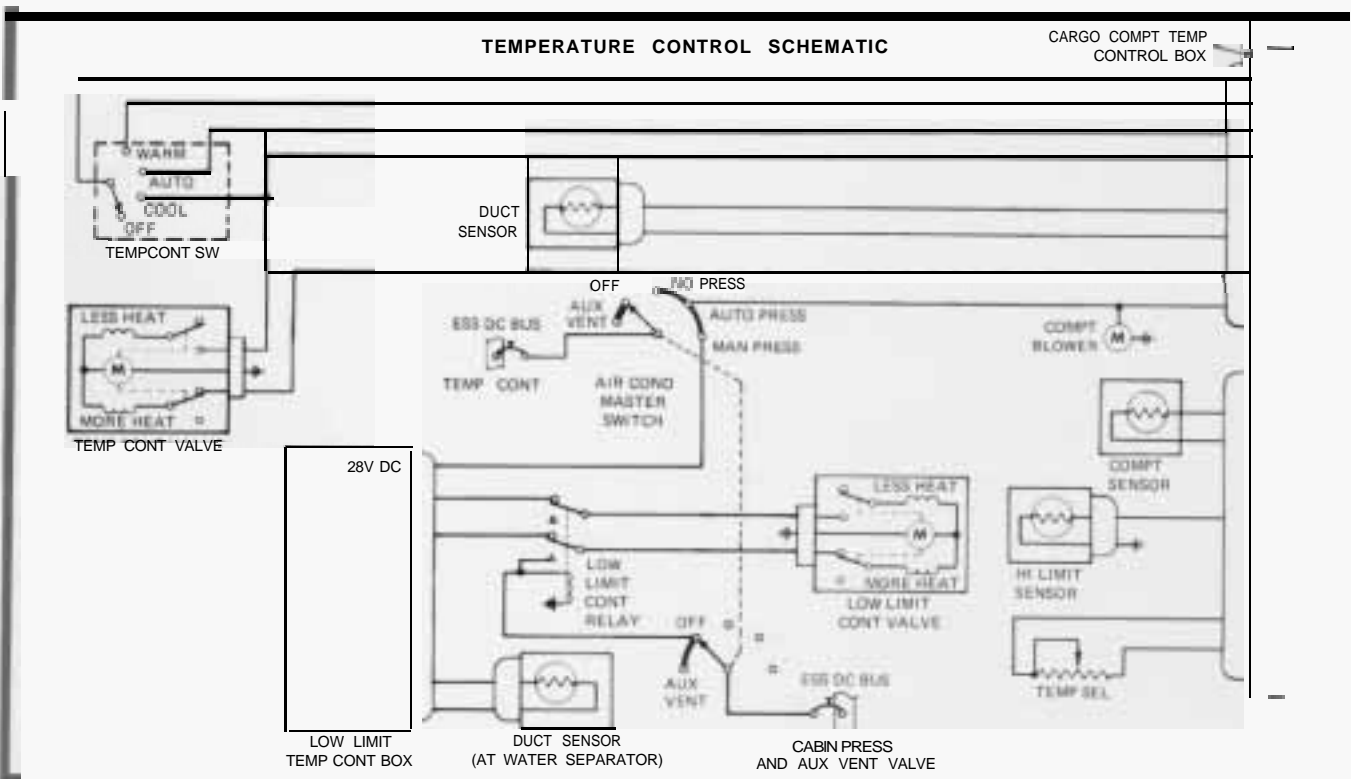 TEMPERATURE CONTROL SCHEMATIC
CARGO COMPT TEMP
CONTROL BOX
WARM
AUTO
COOL
OFF
TEMPCONT SW
DUCT
SENSOR
LESS HEAT
M
MORE HEAT
TEMP CONT VALVE
OFF
NO PRESS
AUX
VENT
AUTO PRESS
MAN PRESS
ESS DC BUS
TEMP CONT
AIR COND
MASTER
SWITCH
COMPT
BLOWER
M
COMPT
SENSOR
28V DC
LESS HEAT
M
MORE HEAT
LOW LIMIT
CONT VALVE
HI LIMIT
SENSOR
LOW
LIMIT
CONT
RELAY
OFF
AUX
VENT
ESS DC BUS
TEMP SEL
LOW LIMIT
TEMP CONT BOX
DUCT SENSOR
(AT WATER SEPARATOR)
CABIN PRESS
AND AUX VENT VALVE